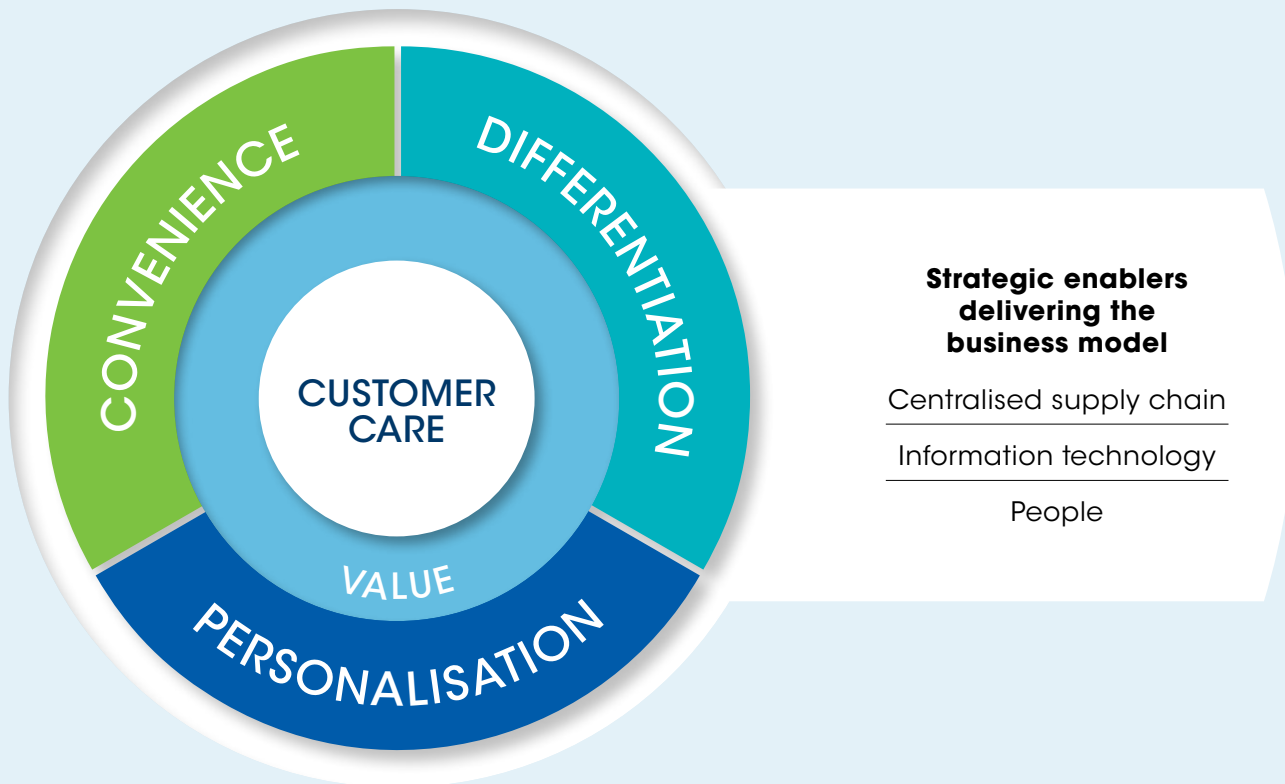 CONVENIENCE
DIFFERENTIATION
CUSTOMER
CARE
VALUE
PERSONALISATION
Strategic enablers
delivering the
business model
Centralised supply chain
Information technology
People